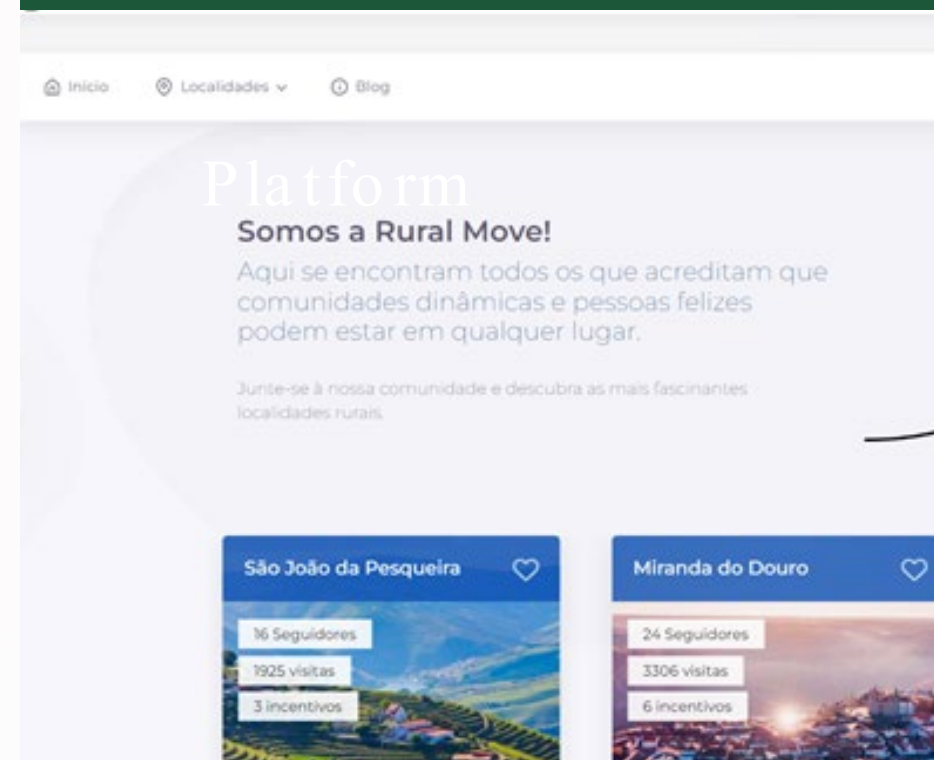 Início Localidades Blog
Platform
Somos a Rural Move!
Aqui se encontram todos os que acreditam que
comunidades dinâmicas e pessoas felizes
podem estar em qualquer lugar.
Junte-se à nossa comunidade e descubra as mais fascinantes
localidades rurais.
São João da Pesqueira
16 Seguidores
1925 visitas
3 incentivos
Miranda do Douro
24 Seguidores
3306 visitas
6 incentivos